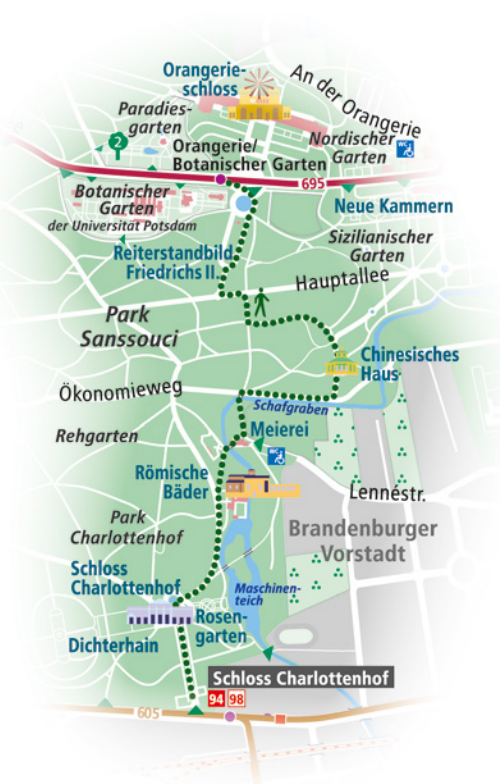 Orangerie-
schloss
An der Orangerie
Paradies-
garten
2
Nordischer
Garten
WC
Orangerie/
Botanischer Garten
695
Botanischer
Garten
der Universität Potsdam
Neue Kammern
Sizilianischer
Garten
Reiterstandbild
Friedrichs II.
Hauptallee
Park
Sanssouci
Chinesisches
Haus
Ökonomieweg
Schafgraben
Rehgarten
Meierei
WC
Römische
Bäder
Lennéstr.
Park
Charlottenhof
Brandenburger
Vorstadt
Schloss
Charlottenhof
Maschinen-
teich
Rosen-
garten
Dichterhain
Schloss Charlottenhof
94 98
605